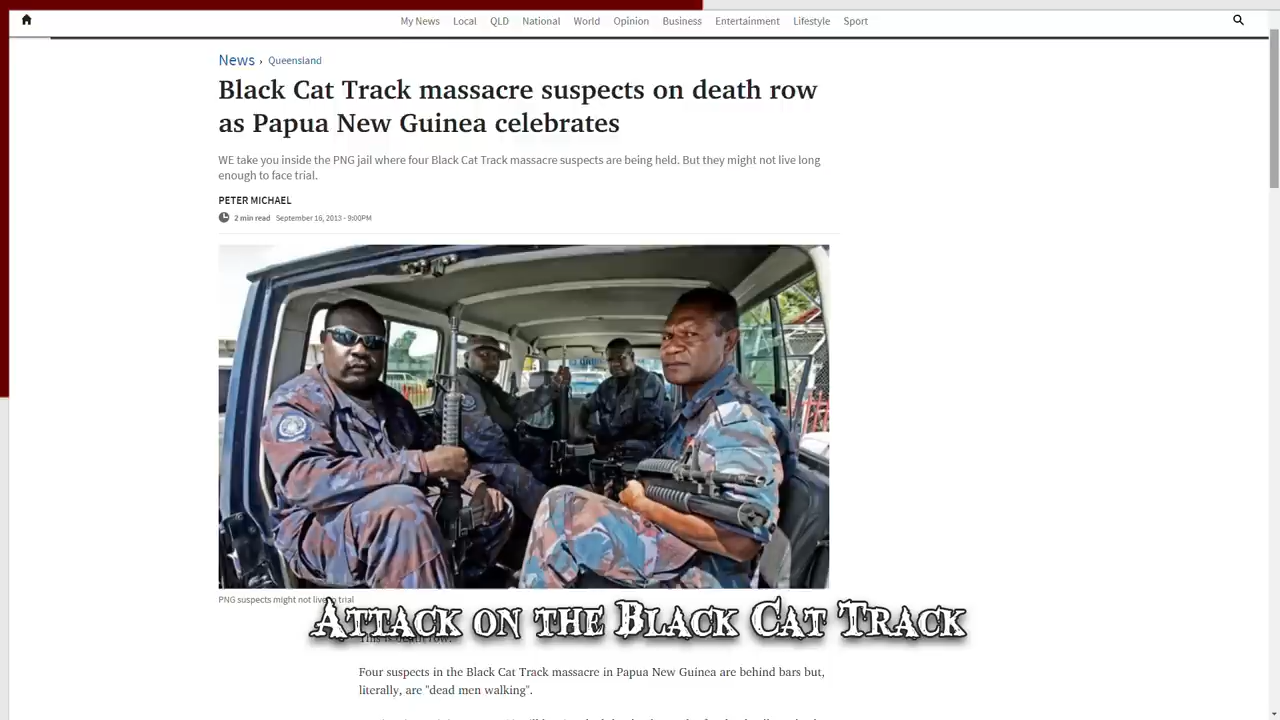 My News Local QLD National World Opinion Business Entertainment Lifestyle Sport
News › Queensland
Black Cat Track massacre suspects on death row
as Papua New Guinea celebrates
WE take you inside the PNG jail where four Black Cat Track massacre suspects are being held. But they might not live long
enough to face trial.
PETER MICHAEL
2 min read September 16, 2013 - 9:00PM
PNG suspects might not live to trial
Attack on the Black Cat Track
This is death row.
Four suspects in the Black Cat Track massacre in Papua New Guinea are behind bars but,
literally, are "dead men walking".